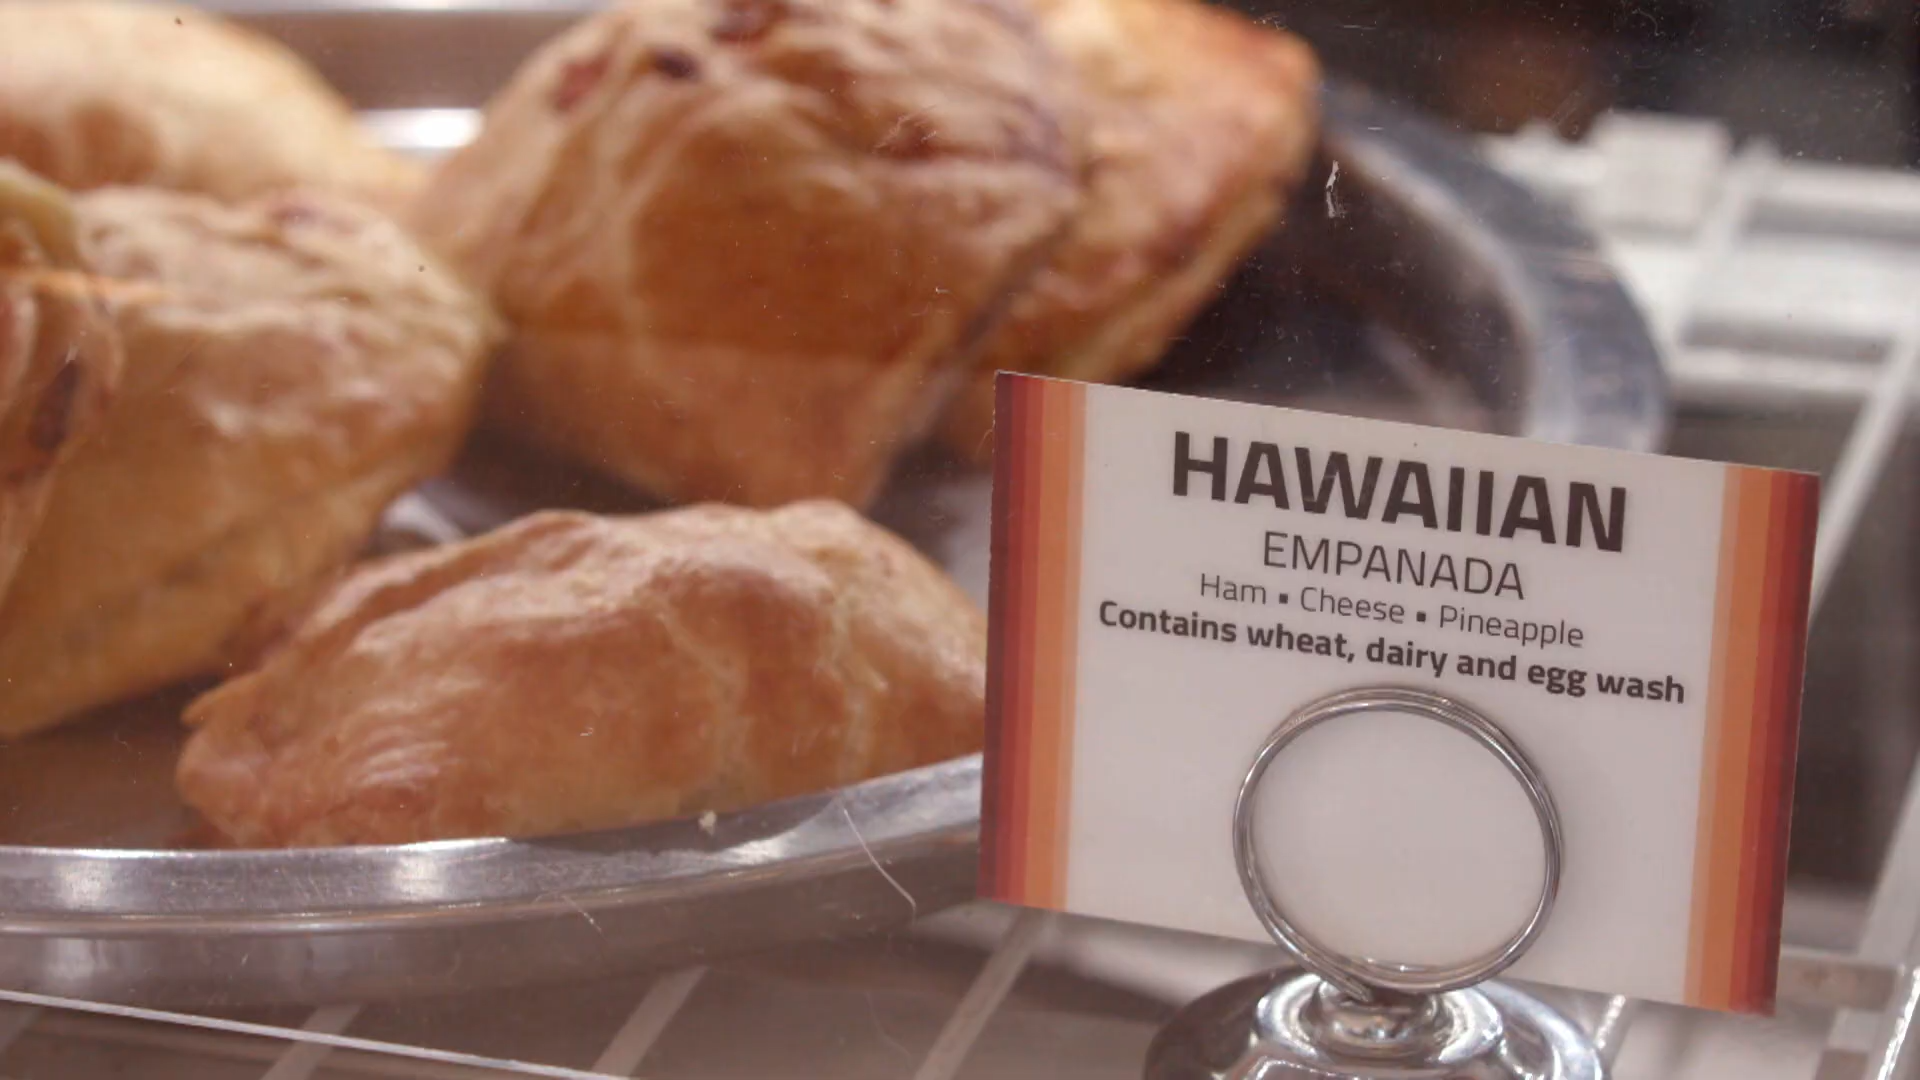 HAWAIIAN
EMPANADA
Ham ▪ Cheese ▪ Pineapple
Contains wheat, dairy and egg wash